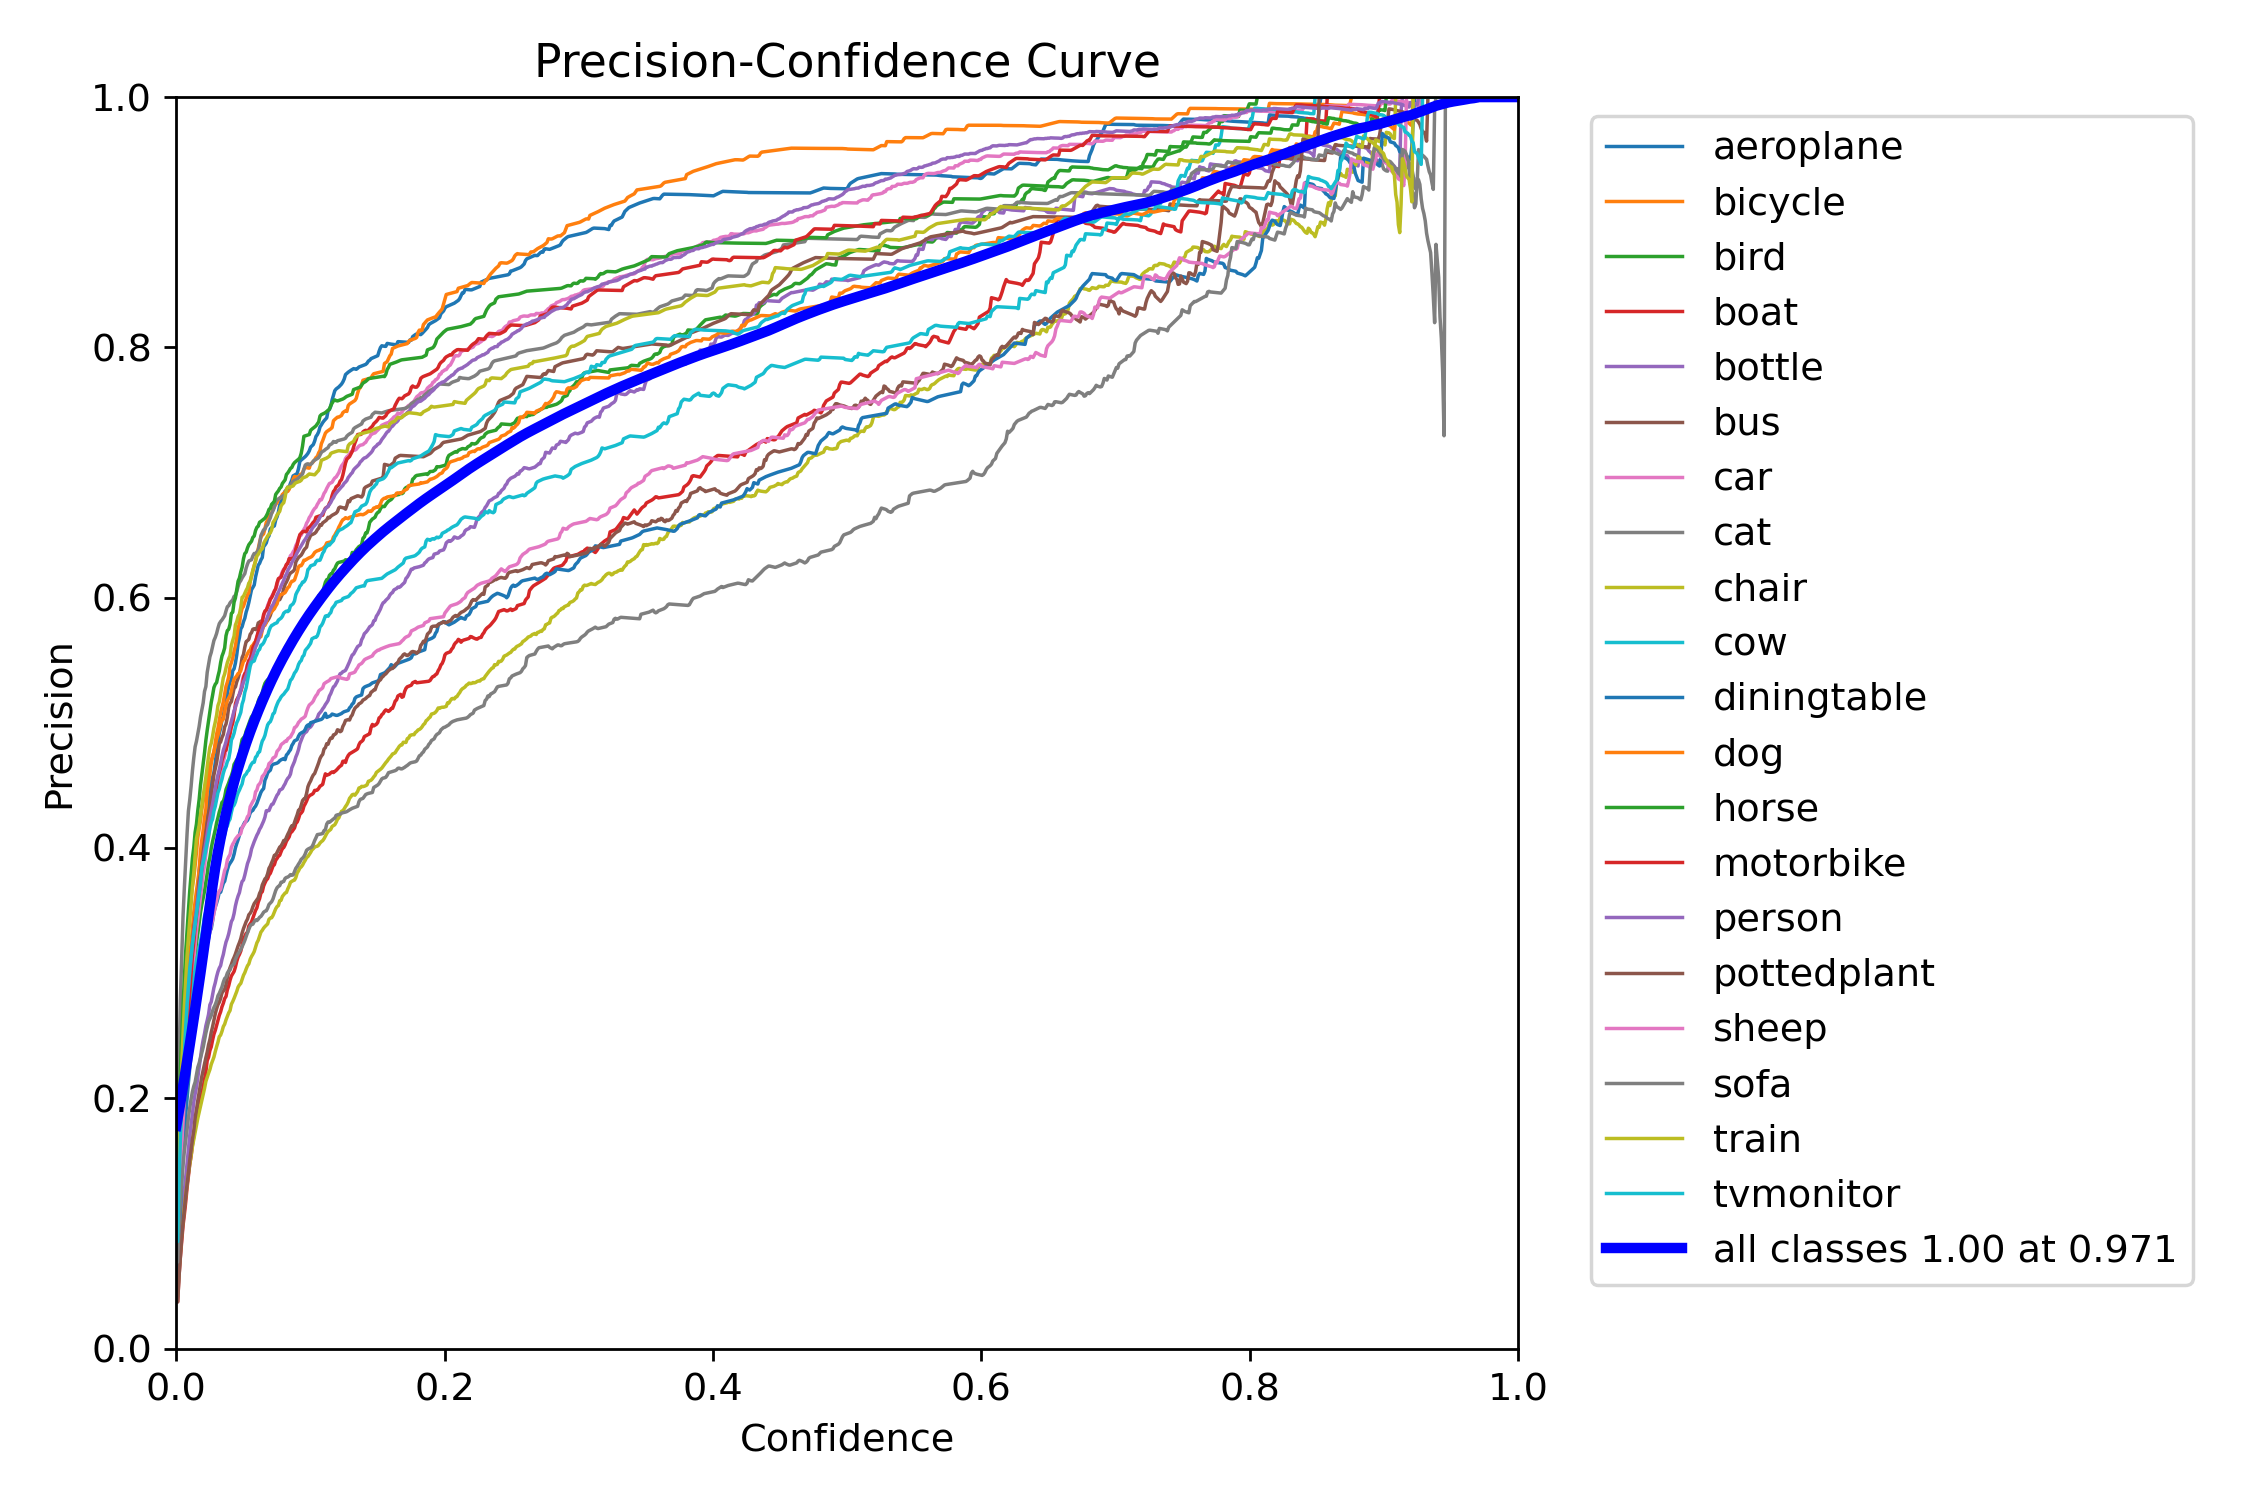 Precision-Confidence Curve
1.0
0.8
0.6
0.4
0.2
0.0
Precision
0.0 0.2 0.4 0.6 0.8 1.0
Confidence
aeroplane
bicycle
bird
boat
bottle
bus
car
cat
chair
cow
diningtable
dog
horse
motorbike
person
pottedplant
sheep
sofa
train
tvmonitor
all classes 1.00 at 0.971